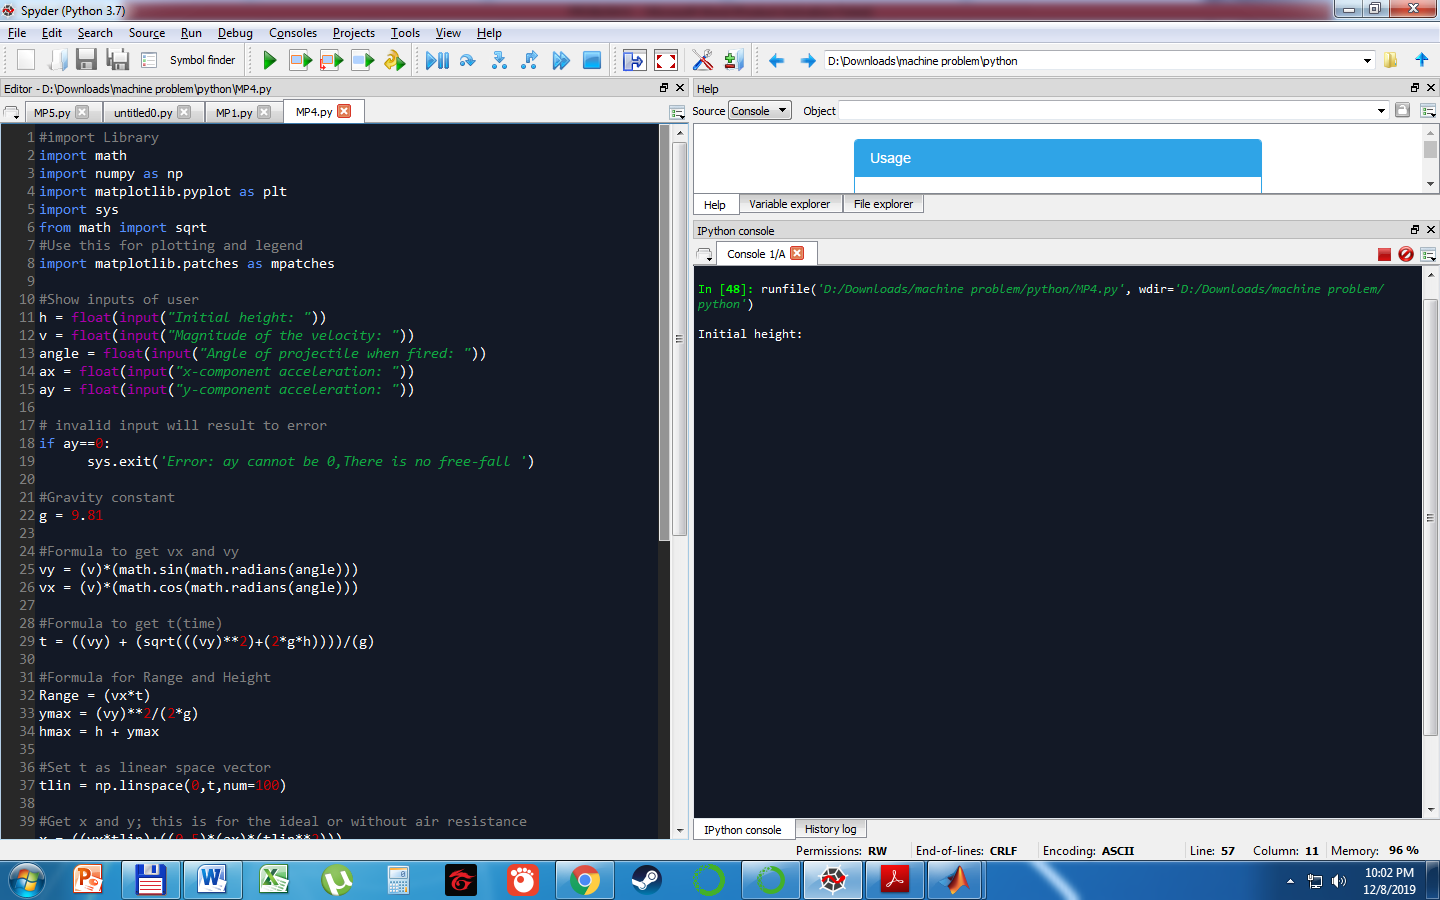 Spyder (Python 3.7)
File Edit Search Source Run Debug Consoles Projects Tools View Help
Symbol finder
D:\Downloads\machine problem\python
Editor - D:\Downloads\machine problem\python\MP4.py
MP5.py untitled0.py MP1.py MP4.py
1 #import Library
2 import math
3 import numpy as np
4 import matplotlib.pyplot as plt
5 import sys
6 from math import sqrt
7 #Use this for plotting and legend
8 import matplotlib.patches as mpatches
9
10 #Show inputs of user
11 h = float(input("Initial height: "))
12 v = float(input("Magnitude of the velocity: "))
13 angle = float(input("Angle of projectile when fired: "))
14 ax = float(input("x-component acceleration: "))
15 ay = float(input("y-component acceleration: "))
16
17 # invalid input will result to error
18 if ay==0:
19 sys.exit('Error: ay cannot be 0,There is no free-fall ')
20
21 #Gravity constant
22 g = 9.81
23
24 #Formula to get vx and vy
25 vy = (v)*(math.sin(math.radians(angle)))
26 vx = (v)*(math.cos(math.radians(angle)))
27
28 #Formula to get t(time)
29 t = ((vy) + (sqrt(((vy)**2)+(2*g*h))))/(g)
30
31 #Formula for Range and Height
32 Range = (vx*t)
33 ymax = (vy)**2/(2*g)
34 hmax = h + ymax
35
36 #Set t as linear space vector
37 tlin = np.linspace(0,t,num=100)
38
39 #Get x and y; this is for the ideal or without air resistance
x = ((vx*tlin)+((0.5)*(ax)*(tlin**2)))
Help
Source Console Object
Usage
Help Variable explorer File explorer
IPython console
Console 1/A
In [48]: runfile('D:/Downloads/machine problem/python/MP4.py', wdir='D:/Downloads/machine problem/
python')
Initial height:
IPython console History log
Permissions: RW End-of-lines: CRLF Encoding: ASCII Line: 57 Column: 11 Memory: 96 %
10:02 PM
12/8/2019